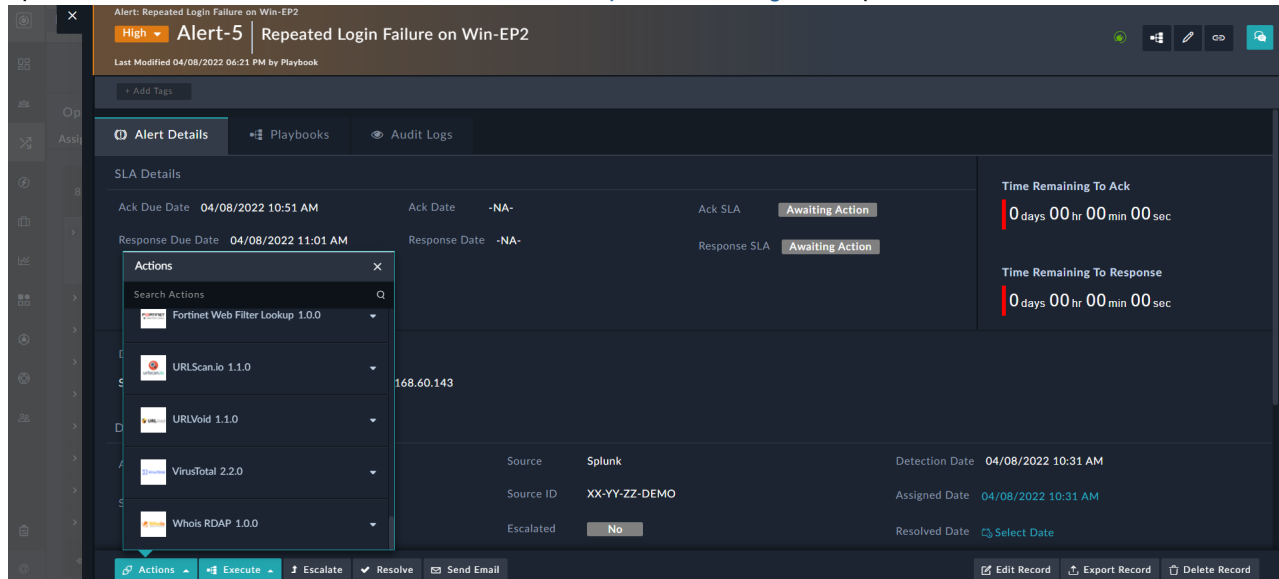 Alert: Repeated Login Failure on Win-EP2
High Alert-5 Repeated Login Failure on Win-EP2
Last Modified 04/08/2022 06:21 PM by Playbook
+ Add Tags
Op
Assig
Alert Details Playbooks Audit Logs
SLA Details
Time Remaining To Ack
Ack Due Date 04/08/2022 10:51 AM Ack Date -NA- Ack SLA Awaiting Action
0 days 00 hr 00 min 00 sec
Response Due Date 04/08/2022 11:01 AM Response Date -NA- Response SLA Awaiting Action
Actions
Time Remaining To Response
Search Actions
0 days 00 hr 00 min 00 sec
Fortinet Web Filter Lookup 1.0.0
URLScan.io 1.1.0
168.60.143
URLVoid 1.1.0
VirusTotal 2.2.0
Source Splunk Detection Date 04/08/2022 10:31 AM
Source ID XX-YY-ZZ-DEMO Assigned Date 04/08/2022 10:31 AM
Whois RDAP 1.0.0
Escalated No Resolved Date Select Date
Actions Execute Escalate Resolve Send Email Edit Record Export Record Delete Record